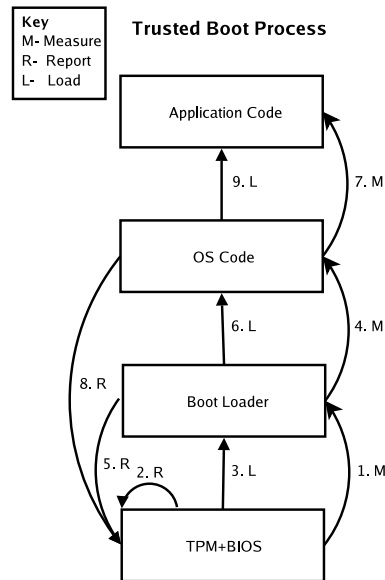 Key
M- Measure
R- Report
L- Load
Trusted Boot Process
Application Code
9. L
7. M
OS Code
6. L
4. M
8. R
Boot Loader
5. R
2. R
3. L
1. M
TPM+BIOS